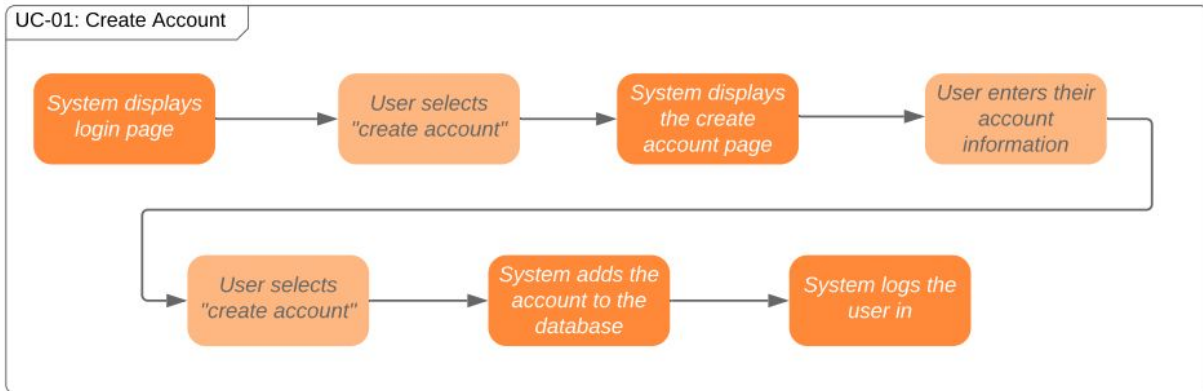 UC-01: Create Account
System displays
login page
User selects
"create account"
System displays
the create
account page
User enters their
account
information
User selects
"create account"
System adds the
account to the
database
System logs the
user in